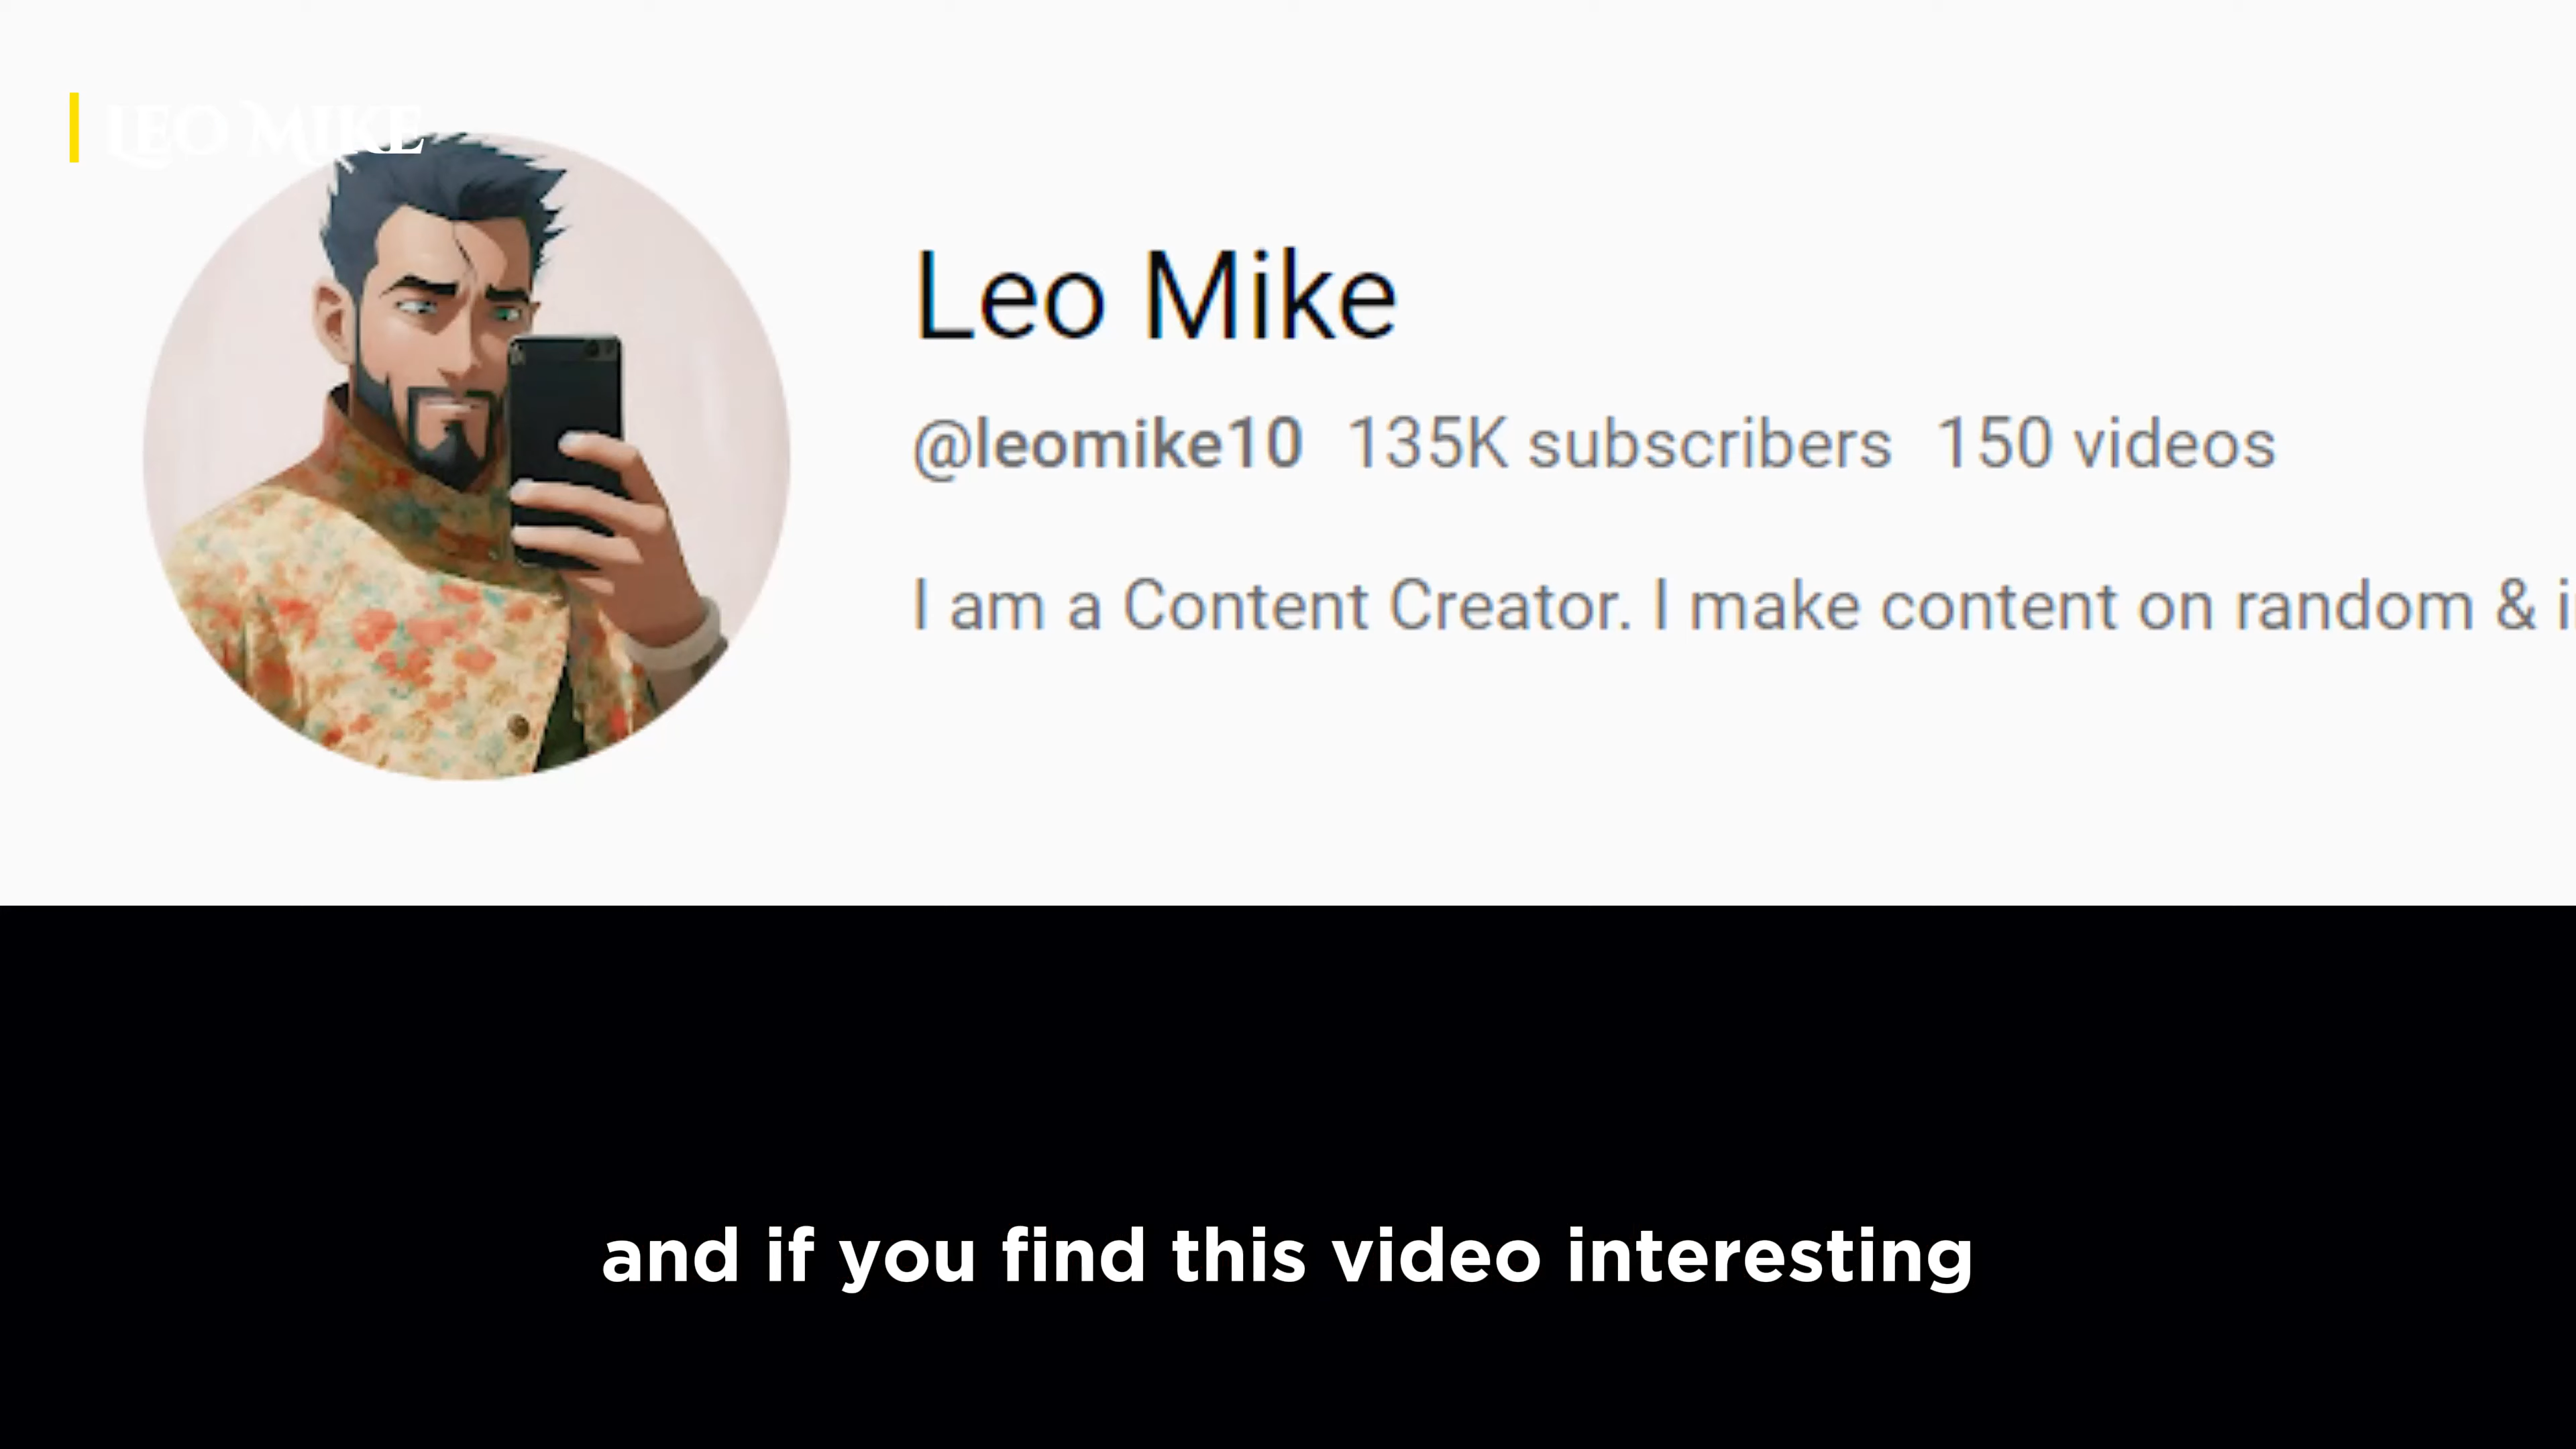 LEO MIKE
Leo Mike
@leomike10 135K subscribers 150 videos
I am a Content Creator. I make content on random &
and if you find this video interesting